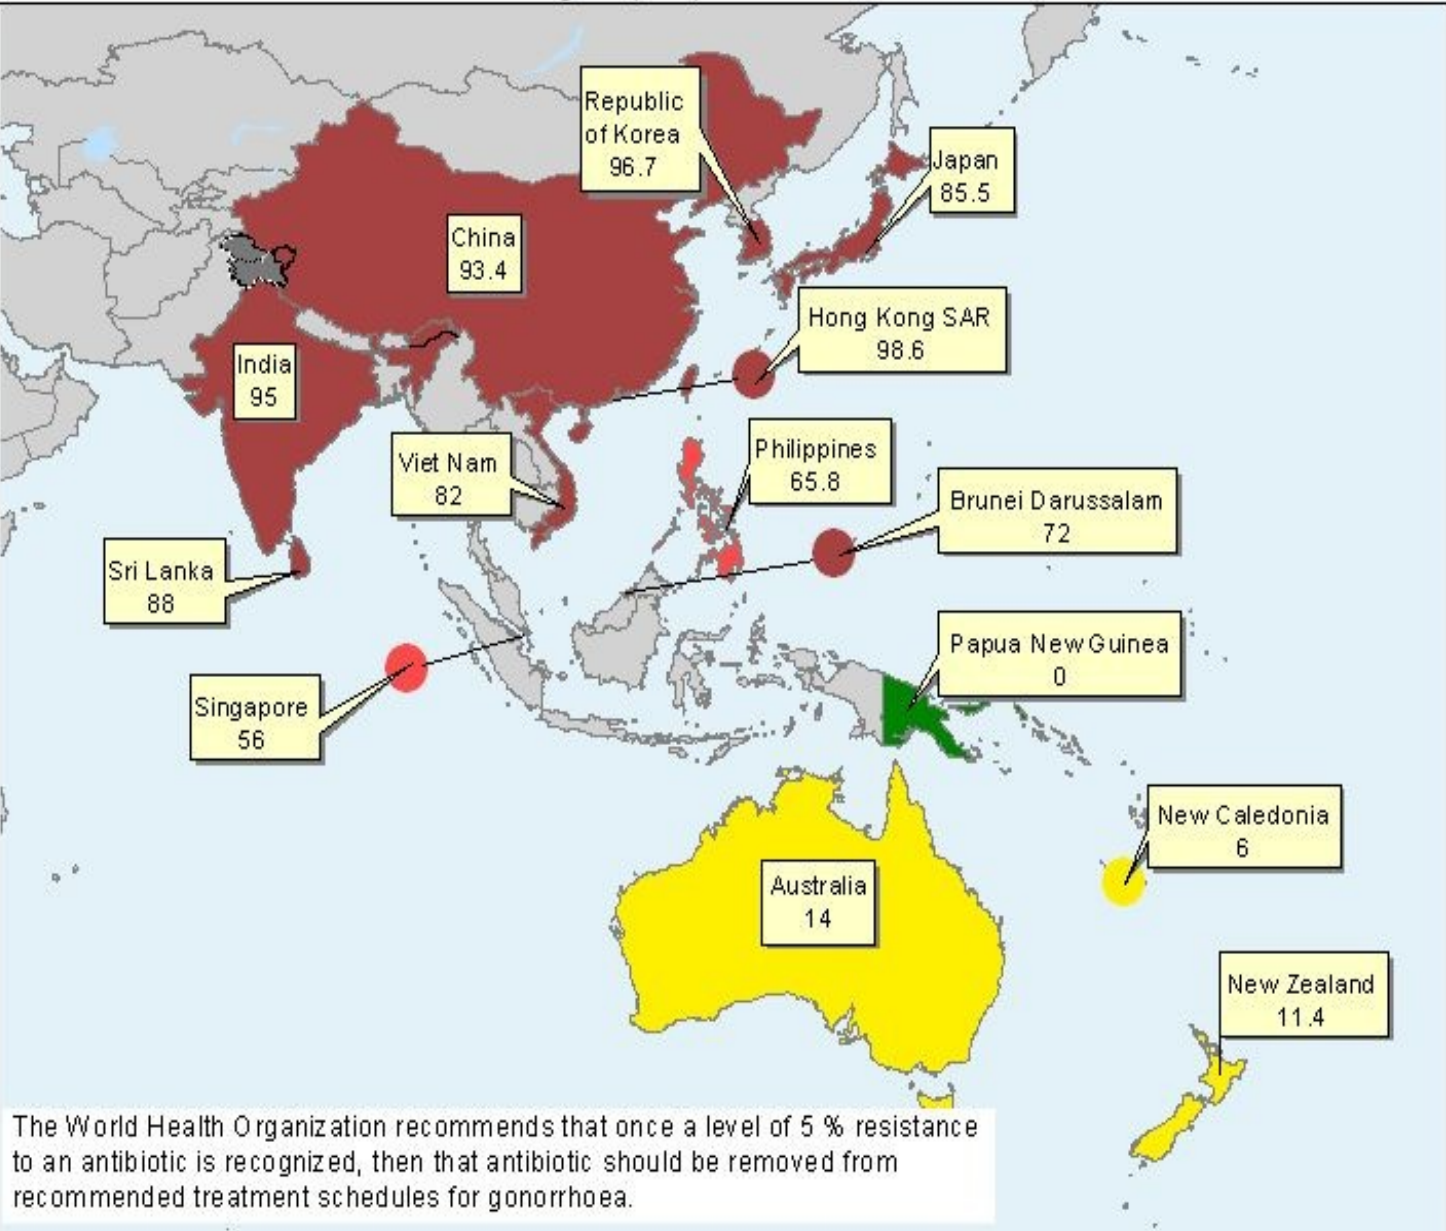 Republic
of Korea
96.7
Japan
85.5
China
93.4
Hong Kong SAR
98.6
India
95
Viet Nam
82
Philippines
65.8
Brunei Darussalam
72
Sri Lanka
88
Papua New Guinea
0
Singapore
56
New Caledonia
6
Australia
14
New Zealand
11.4
The World Health Organization recommends that once a level of 5 % resistance
to an antibiotic is recognized, then that antibiotic should be removed from
recommended treatment schedules for gonorrhoea.